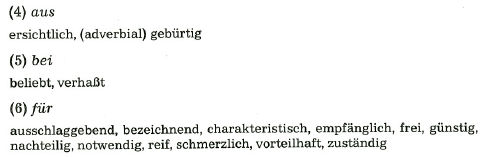 (4) aus
ersichtlich, (adverbial) gebürtig
(5) bei
beliebt, verhaßt
(6) für
ausschlaggebend, bezeichnend, charakteristisch, empfänglich, frei, günstig,
nachteilig, notwendig, reif, schmerzlich, vorteilhaft, zuständig